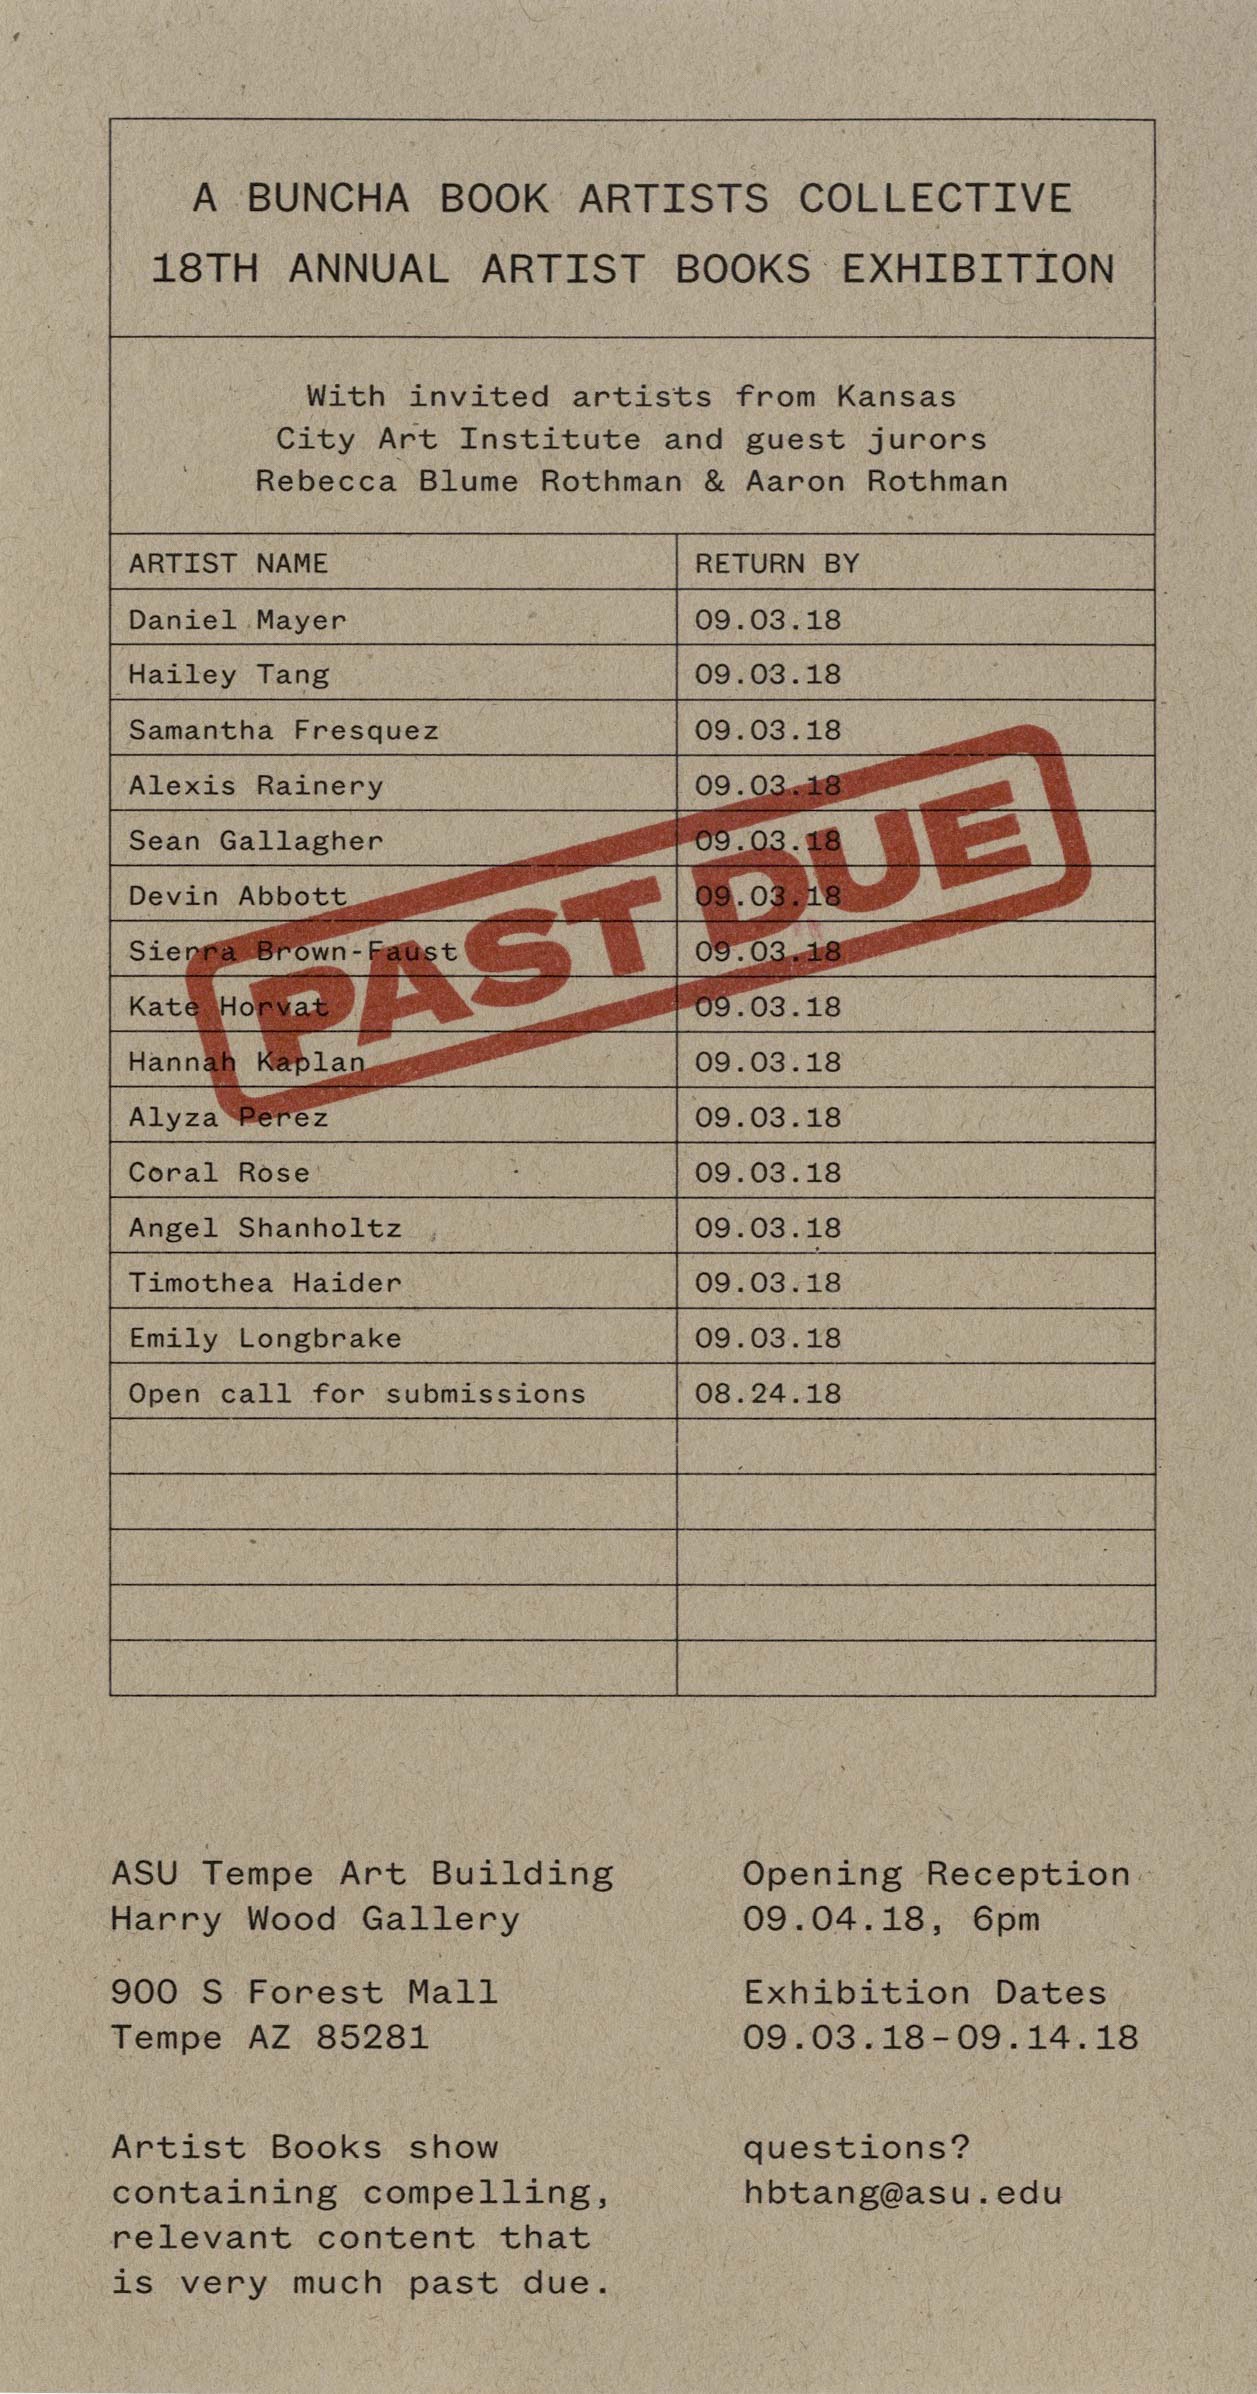 A BUNCHA BOOK ARTISTS COLLECTIVE
18TH ANNUAL ARTIST BOOKS EXHIBITION
With invited artists from Kansas
City Art Institute and guest jurors
Rebecca Blume Rothman & Aaron Rothman
ARTIST NAME RETURN BY
Daniel Mayer 09.03.18
Hailey Tang 09.03.18
Samantha Fresquez 09.03.18
Alexis Rainery 09.03.18
Sean Gallagher 09.03.18
Devin Abbott 09.03.18
Sierra Brown-Faust 09.03.18
Kate Horvat 09.03.18
Hannah Kaplan 09.03.18
Alyza Perez 09.03.18
Coral Rose 09.03.18
Angel Shanholtz 09.03.18
Timothea Haider 09.03.18
Emily Longbrake 09.03.18
Open call for submissions 08.24.18
PAST DUE
ASU Tempe Art Building
Harry Wood Gallery
900 S Forest Mall
Tempe AZ 85281
Artist Books show
containing compelling,
relevant content that
is very much past due.
Opening Reception
09.04.18, 6pm
Exhibition Dates
09.03.18-09.14.18
questions?
hbtang@asu.edu